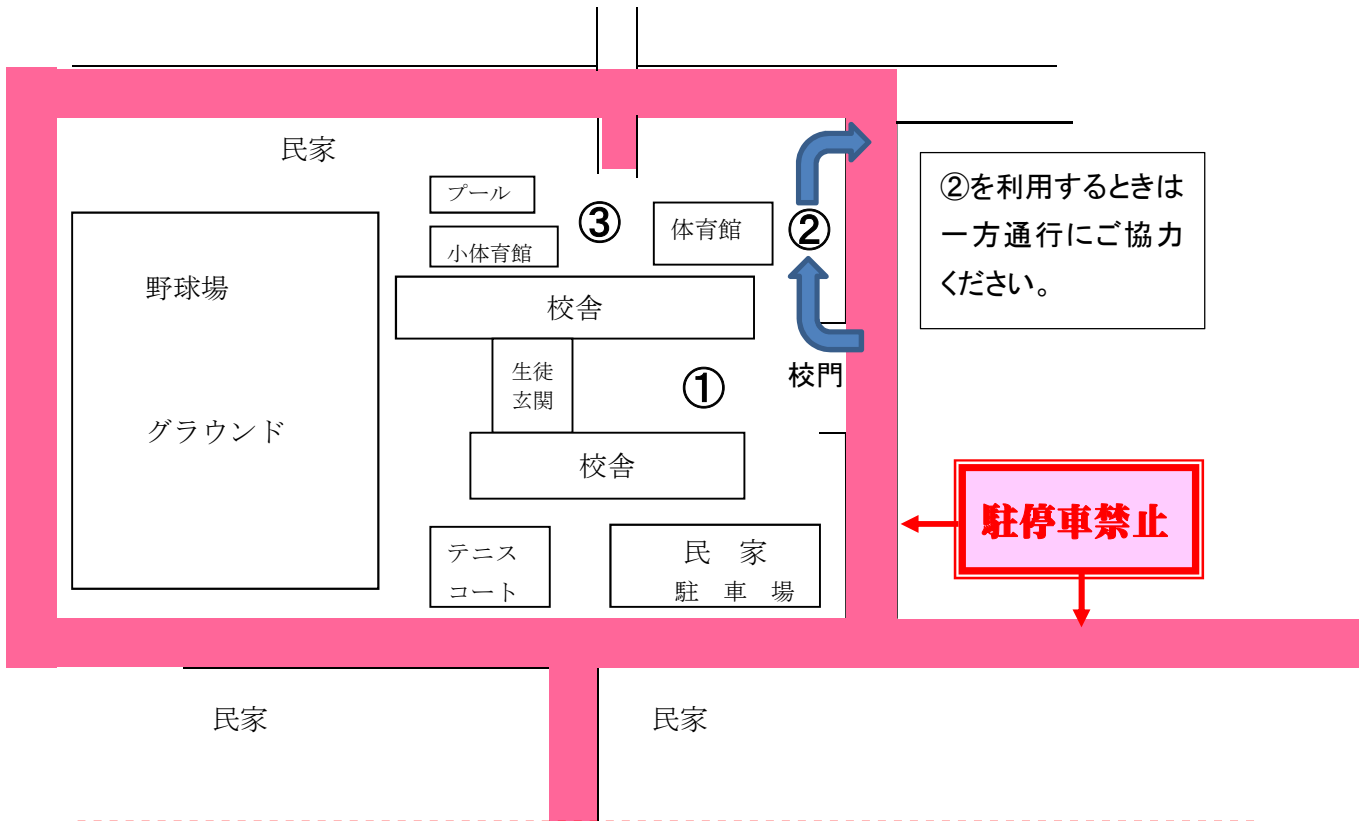 民家
プール
③
体育館
②
②を利用するときは
一方通行にご協力
ください。
小体育館
野球場
校舎
生徒
玄関
①
校門
グラウンド
校舎
駐停車禁止
テニス
コート
民 家
駐 車 場
民家
民家